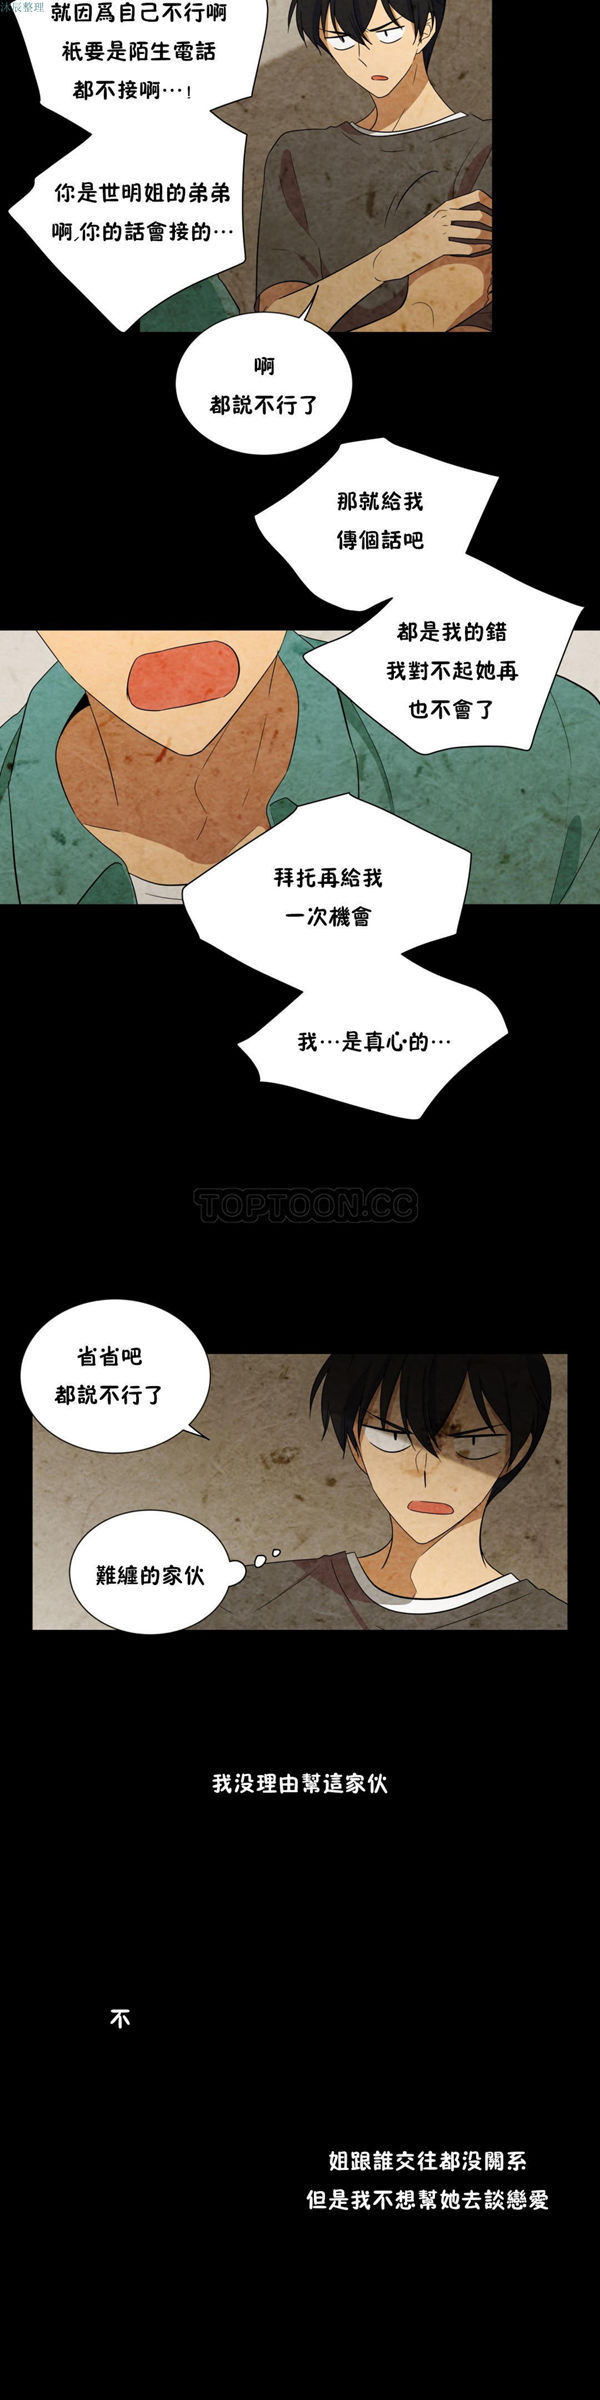 沐辰整理
就因爲自己不行啊
祇要是陌生電話
都不接啊…!
你是世明姐的弟弟
啊,你的話會接的…
啊
都說不行了
那就給我
傳個話吧
都是我的錯
我對不起她再
也不會了
拜托再給我
一次機會
我…是真心的…
TOPTOON.CC
省省吧
都說不行了
難纏的家伙
我没理由幫這家伙
不
姐跟誰交往都没關系
但是我不想幫她去談戀愛